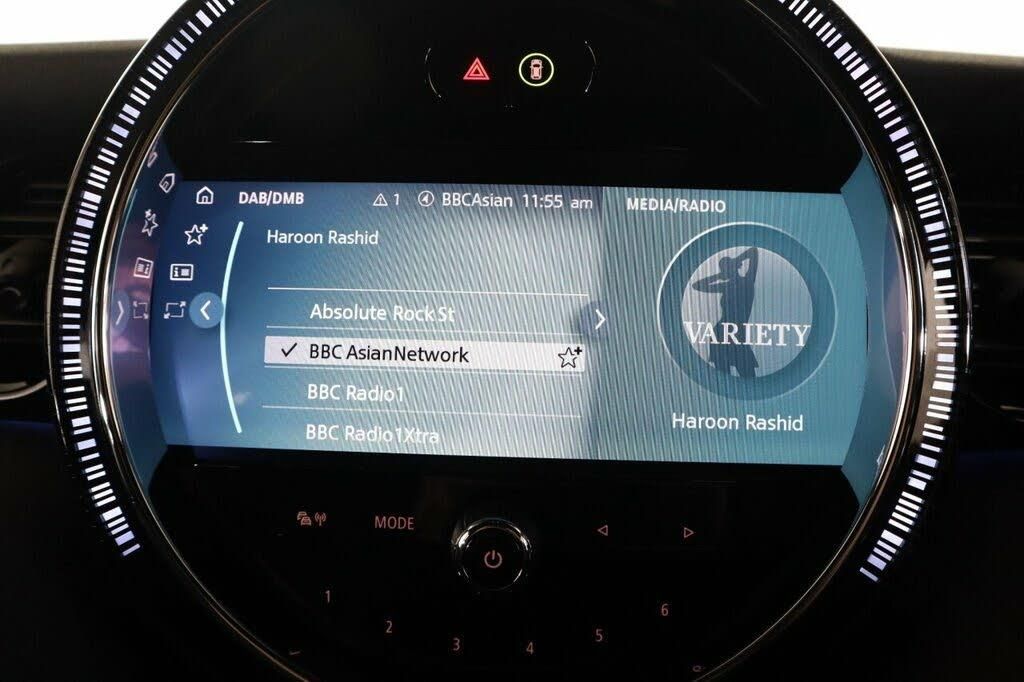 DAB/DMB 1 BBCAsian 11:55 am MEDIA/RADIO
Haroon Rashid
Absolute Rock St
BBC AsianNetwork
BBC Radio1
BBC Radio1Xtra
VARIETY
Haroon Rashid
MODE
1 2 3 4 5 6